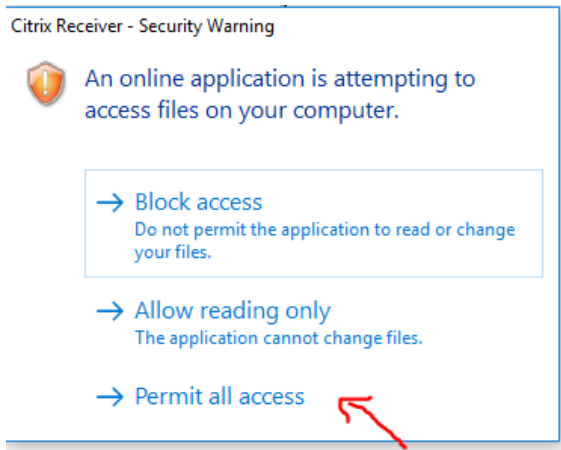 Citrix Receiver - Security Warning
An online application is attempting to
access files on your computer.
→ Block access
Do not permit the application to read or change
your files.
→ Allow reading only
The application cannot change files.
→ Permit all access